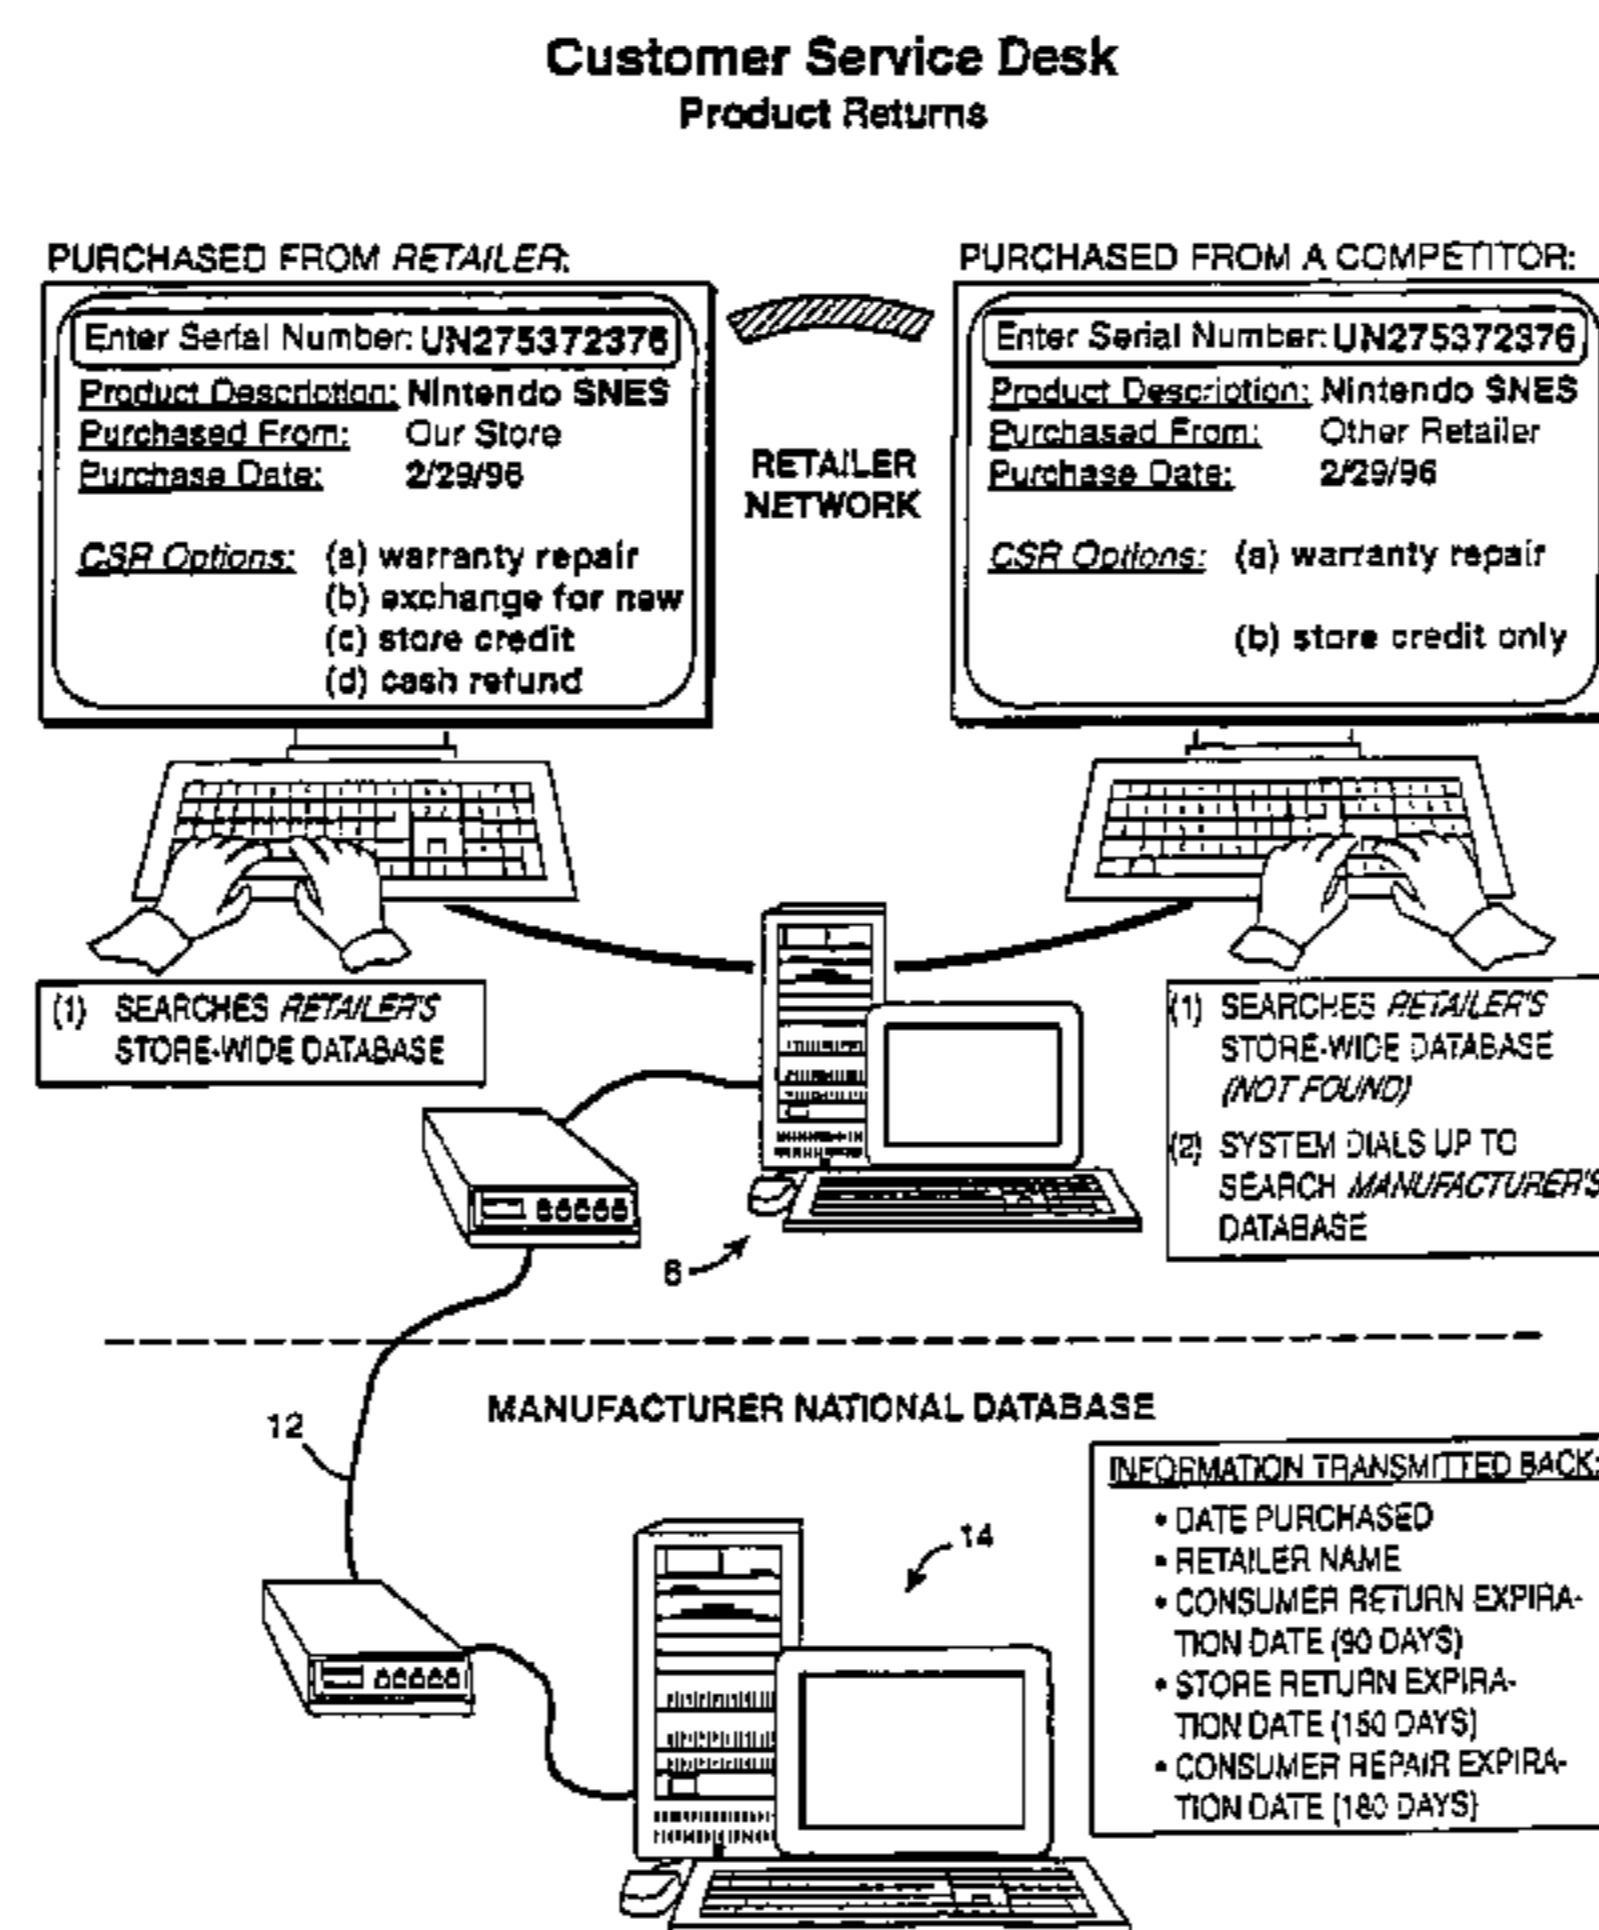 Customer Service Desk
Product Returns
PURCHASED FROM RETAILER:
Enter Serial Number: UN275372376
Product Description: Nintendo SNES
Purchased From: Our Store
Purchase Date: 2/29/96
CSR Options: (a) warranty repair
(b) exchange for new
(c) store credit
(d) cash refund
RETAILER
NETWORK
PURCHASED FROM A COMPETITOR:
Enter Serial Number: UN275372376
Product Description: Nintendo SNES
Purchased From: Other Retailer
Purchase Date: 2/29/96
CSR Options: (a) warranty repair
(b) store credit only
(1) SEARCHES RETAILER'S
STORE-WIDE DATABASE
(1) SEARCHES RETAILER'S
STORE-WIDE DATABASE
(NOT FOUND)
(2) SYSTEM DIALS UP TO
SEARCH MANUFACTURER'S
DATABASE
6
12
MANUFACTURER NATIONAL DATABASE
14
INFORMATION TRANSMITTED BACK:
• DATE PURCHASED
• RETAILER NAME
• CONSUMER RETURN EXPIRA-
TION DATE (90 DAYS)
• STORE RETURN EXPIRA-
TION DATE (150 DAYS)
• CONSUMER REPAIR EXPIRA-
TION DATE (180 DAYS)